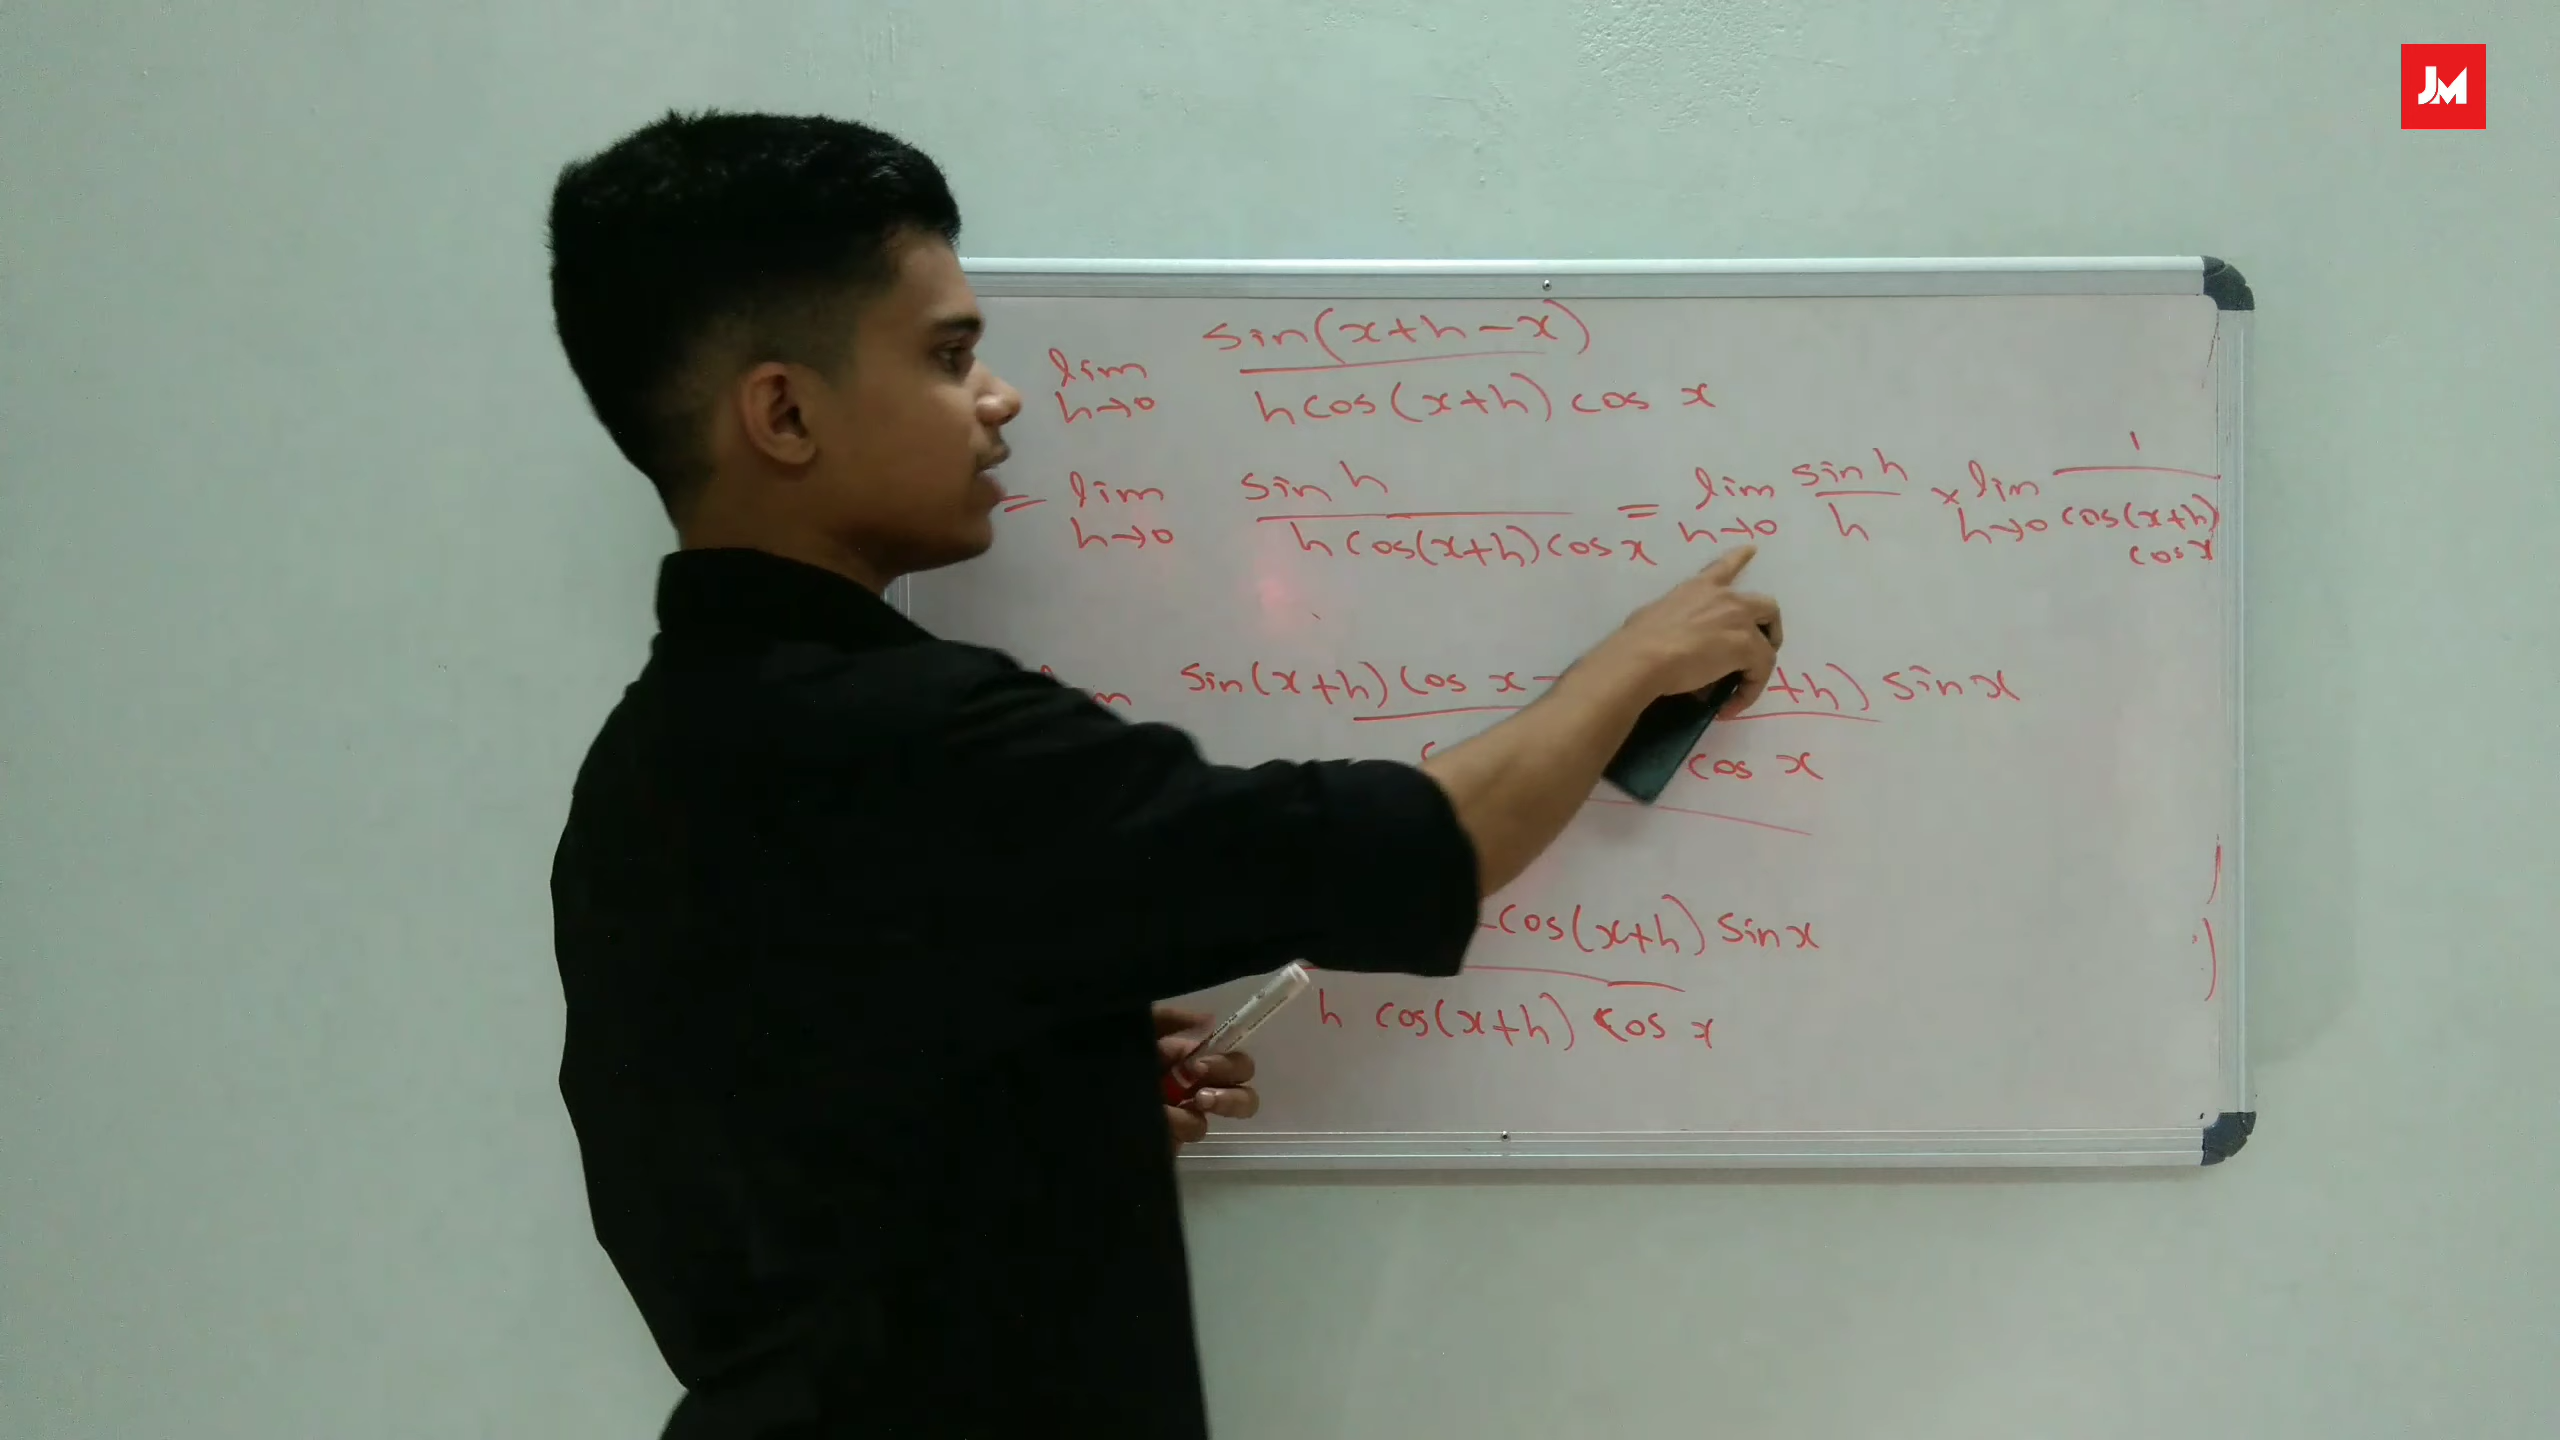 JM
sin(x+h-x)
lim
h→0
hcos(x+h) cos x
= lim
h→0
sin h
h cos(x+h) cos x
= lim
h→0
sin h
h
× lim
h→0
1
cos(x+h)
cos x
sin(x+h) cos x - +h) sin x
cos x
-cos(x+h) sin x
h cos(x+h) cos x